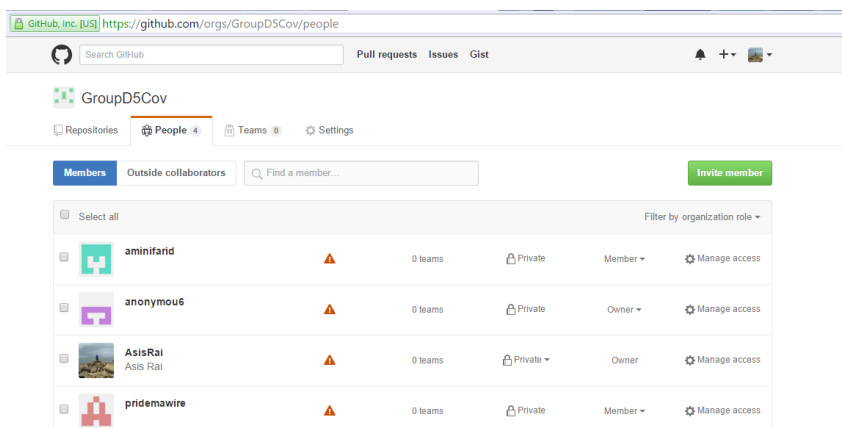 GitHub, Inc. [US] https://github.com/orgs/GroupD5Cov/people
Search GitHub Pull requests Issues Gist
GroupD5Cov
Repositories People 4 Teams 0 Settings
Members Outside collaborators Find a member... Invite member
Select all Filter by organization role
aminifarid 0 teams Private Member Manage access
anonymou6 0 teams Private Owner Manage access
AsisRai
Asis Rai 0 teams Private Owner Manage access
pridemawire 0 teams Private Member Manage access